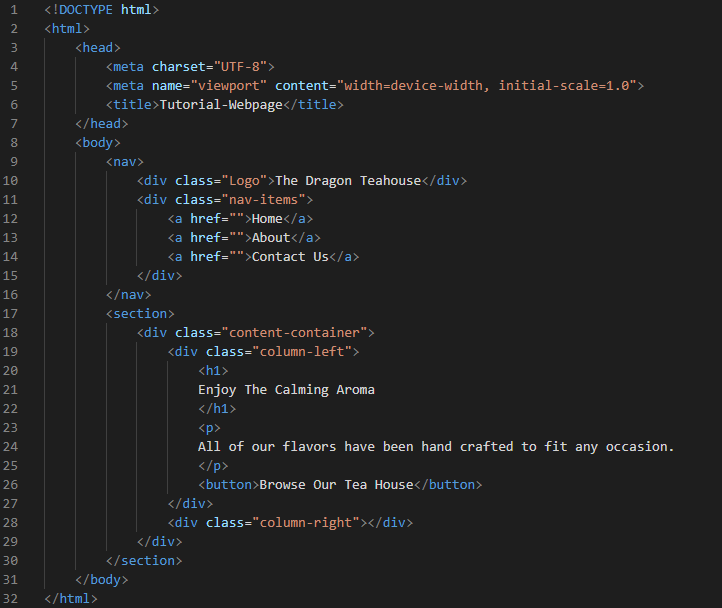 1 <!DOCTYPE html>
2 <html>
3 <head>
4 <meta charset="UTF-8">
5 <meta name="viewport" content="width=device-width, initial-scale=1.0">
6 <title>Tutorial-Webpage</title>
7 </head>
8 <body>
9 <nav>
10 <div class="Logo">The Dragon Teahouse</div>
11 <div class="nav-items">
12 <a href="">Home</a>
13 <a href="">About</a>
14 <a href="">Contact Us</a>
15 </div>
16 </nav>
17 <section>
18 <div class="content-container">
19 <div class="column-left">
20 <h1>
21 Enjoy The Calming Aroma
22 </h1>
23 <p>
24 All of our flavors have been hand crafted to fit any occasion.
25 </p>
26 <button>Browse Our Tea House</button>
27 </div>
28 <div class="column-right"></div>
29 </div>
30 </section>
31 </body>
32 </html>